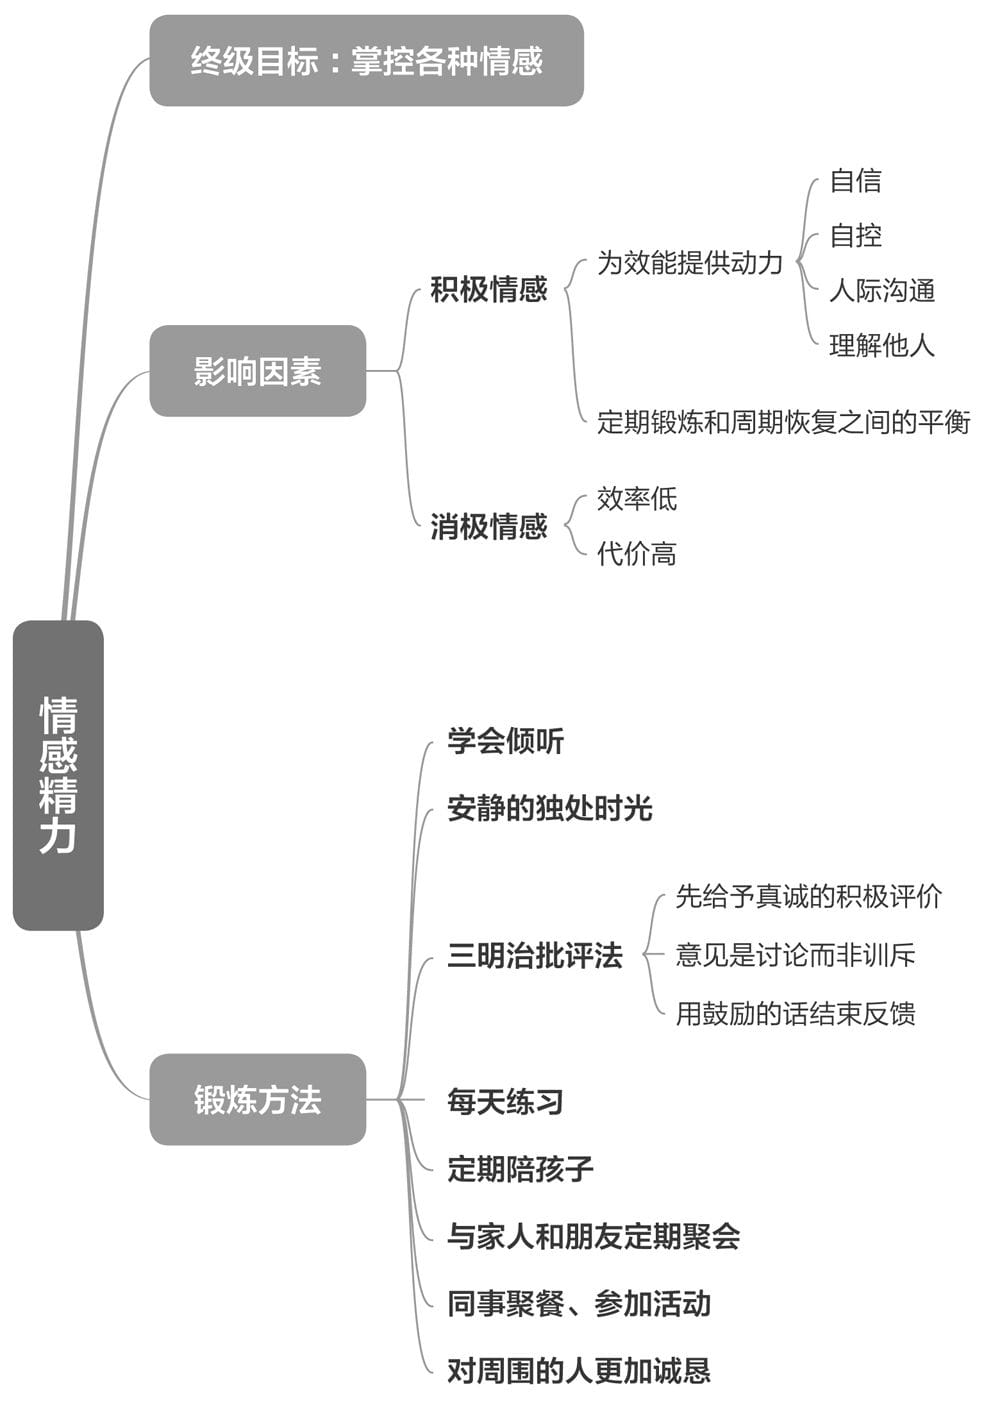 终级目标：掌控各种情感
影响因素
积极情感
为效能提供动力
自信
自控
人际沟通
理解他人
定期锻炼和周期恢复之间的平衡
消极情感
效率低
代价高
情感精力
锻炼方法
学会倾听
安静的独处时光
三明治批评法
先给予真诚的积极评价
意见是讨论而非训斥
用鼓励的话结束反馈
每天练习
定期陪孩子
与家人和朋友定期聚会
同事聚餐、参加活动
对周围的人更加诚恳